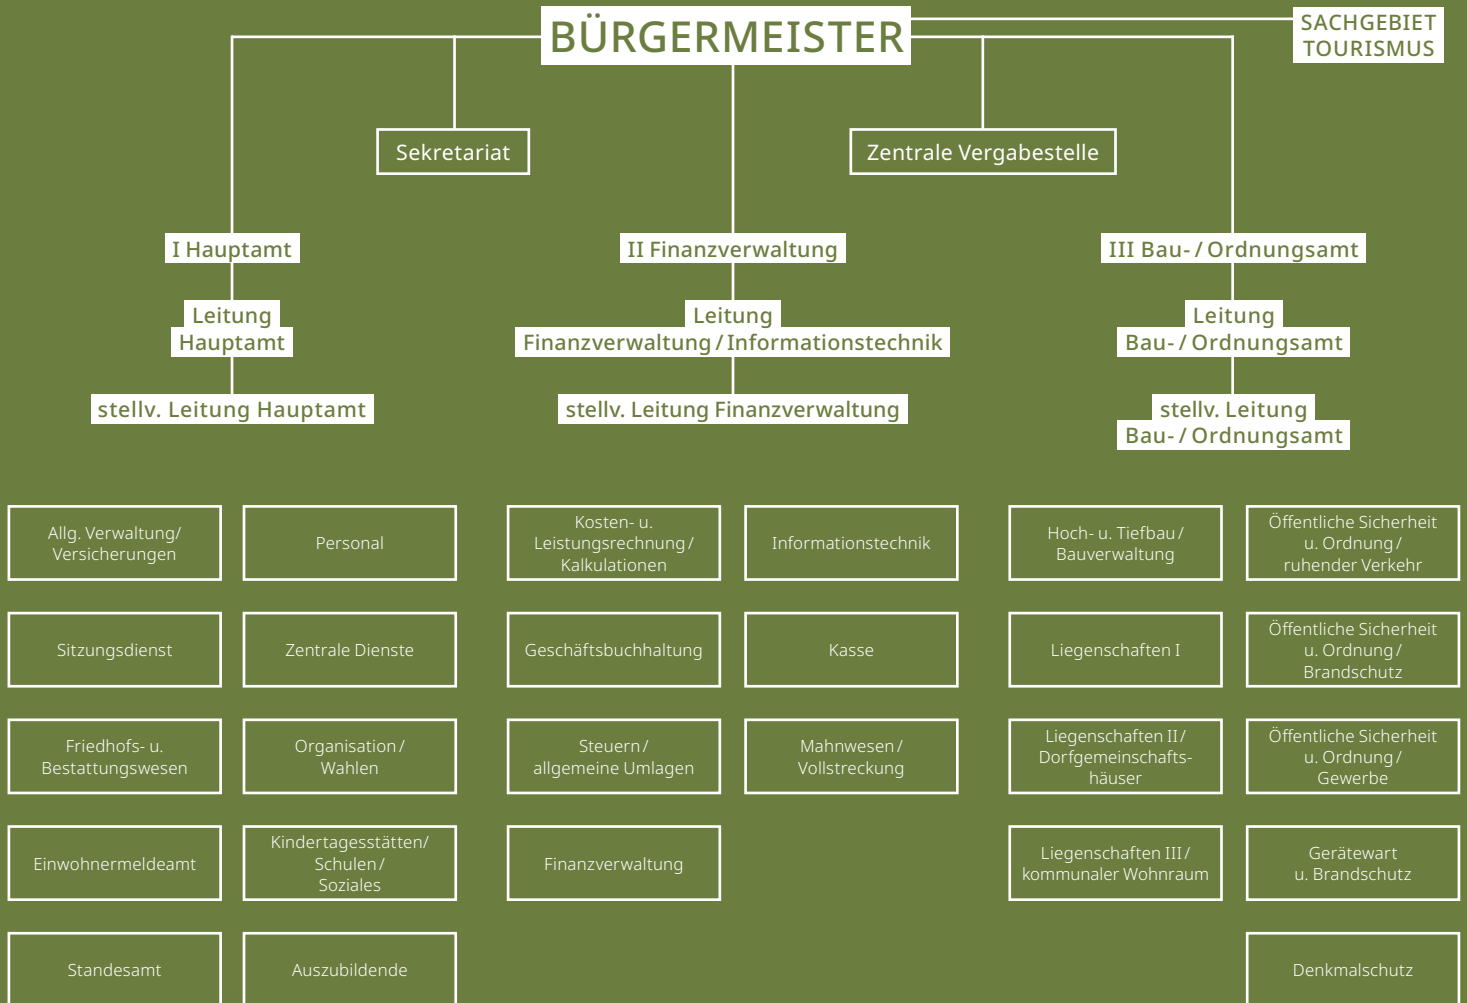 BÜRGERMEISTER
SACHGEBIET
TOURISMUS
Sekretariat
Zentrale Vergabestelle
I Hauptamt
Leitung
Hauptamt
stellv. Leitung Hauptamt
II Finanzverwaltung
Leitung
Finanzverwaltung / Informationstechnik
stellv. Leitung Finanzverwaltung
III Bau- / Ordnungsamt
Leitung
Bau- / Ordnungsamt
stellv. Leitung
Bau- / Ordnungsamt
Allg. Verwaltung/
Versicherungen
Sitzungsdienst
Friedhofs- u.
Bestattungswesen
Einwohnermeldeamt
Standesamt
Personal
Zentrale Dienste
Organisation /
Wahlen
Kindertagesstätten/
Schulen /
Soziales
Auszubildende
Kosten- u.
Leistungsrechnung /
Kalkulationen
Geschäftsbuchhaltung
Steuern /
allgemeine Umlagen
Finanzverwaltung
Informationstechnik
Kasse
Mahnwesen /
Vollstreckung
Hoch- u. Tiefbau /
Bauverwaltung
Liegenschaften I
Liegenschaften II /
Dorfgemeinschafts-
häuser
Liegenschaften III /
kommunaler Wohnraum
Öffentliche Sicherheit
u. Ordnung /
ruhender Verkehr
Öffentliche Sicherheit
u. Ordnung /
Brandschutz
Öffentliche Sicherheit
u. Ordnung /
Gewerbe
Gerätewart
u. Brandschutz
Denkmalschutz